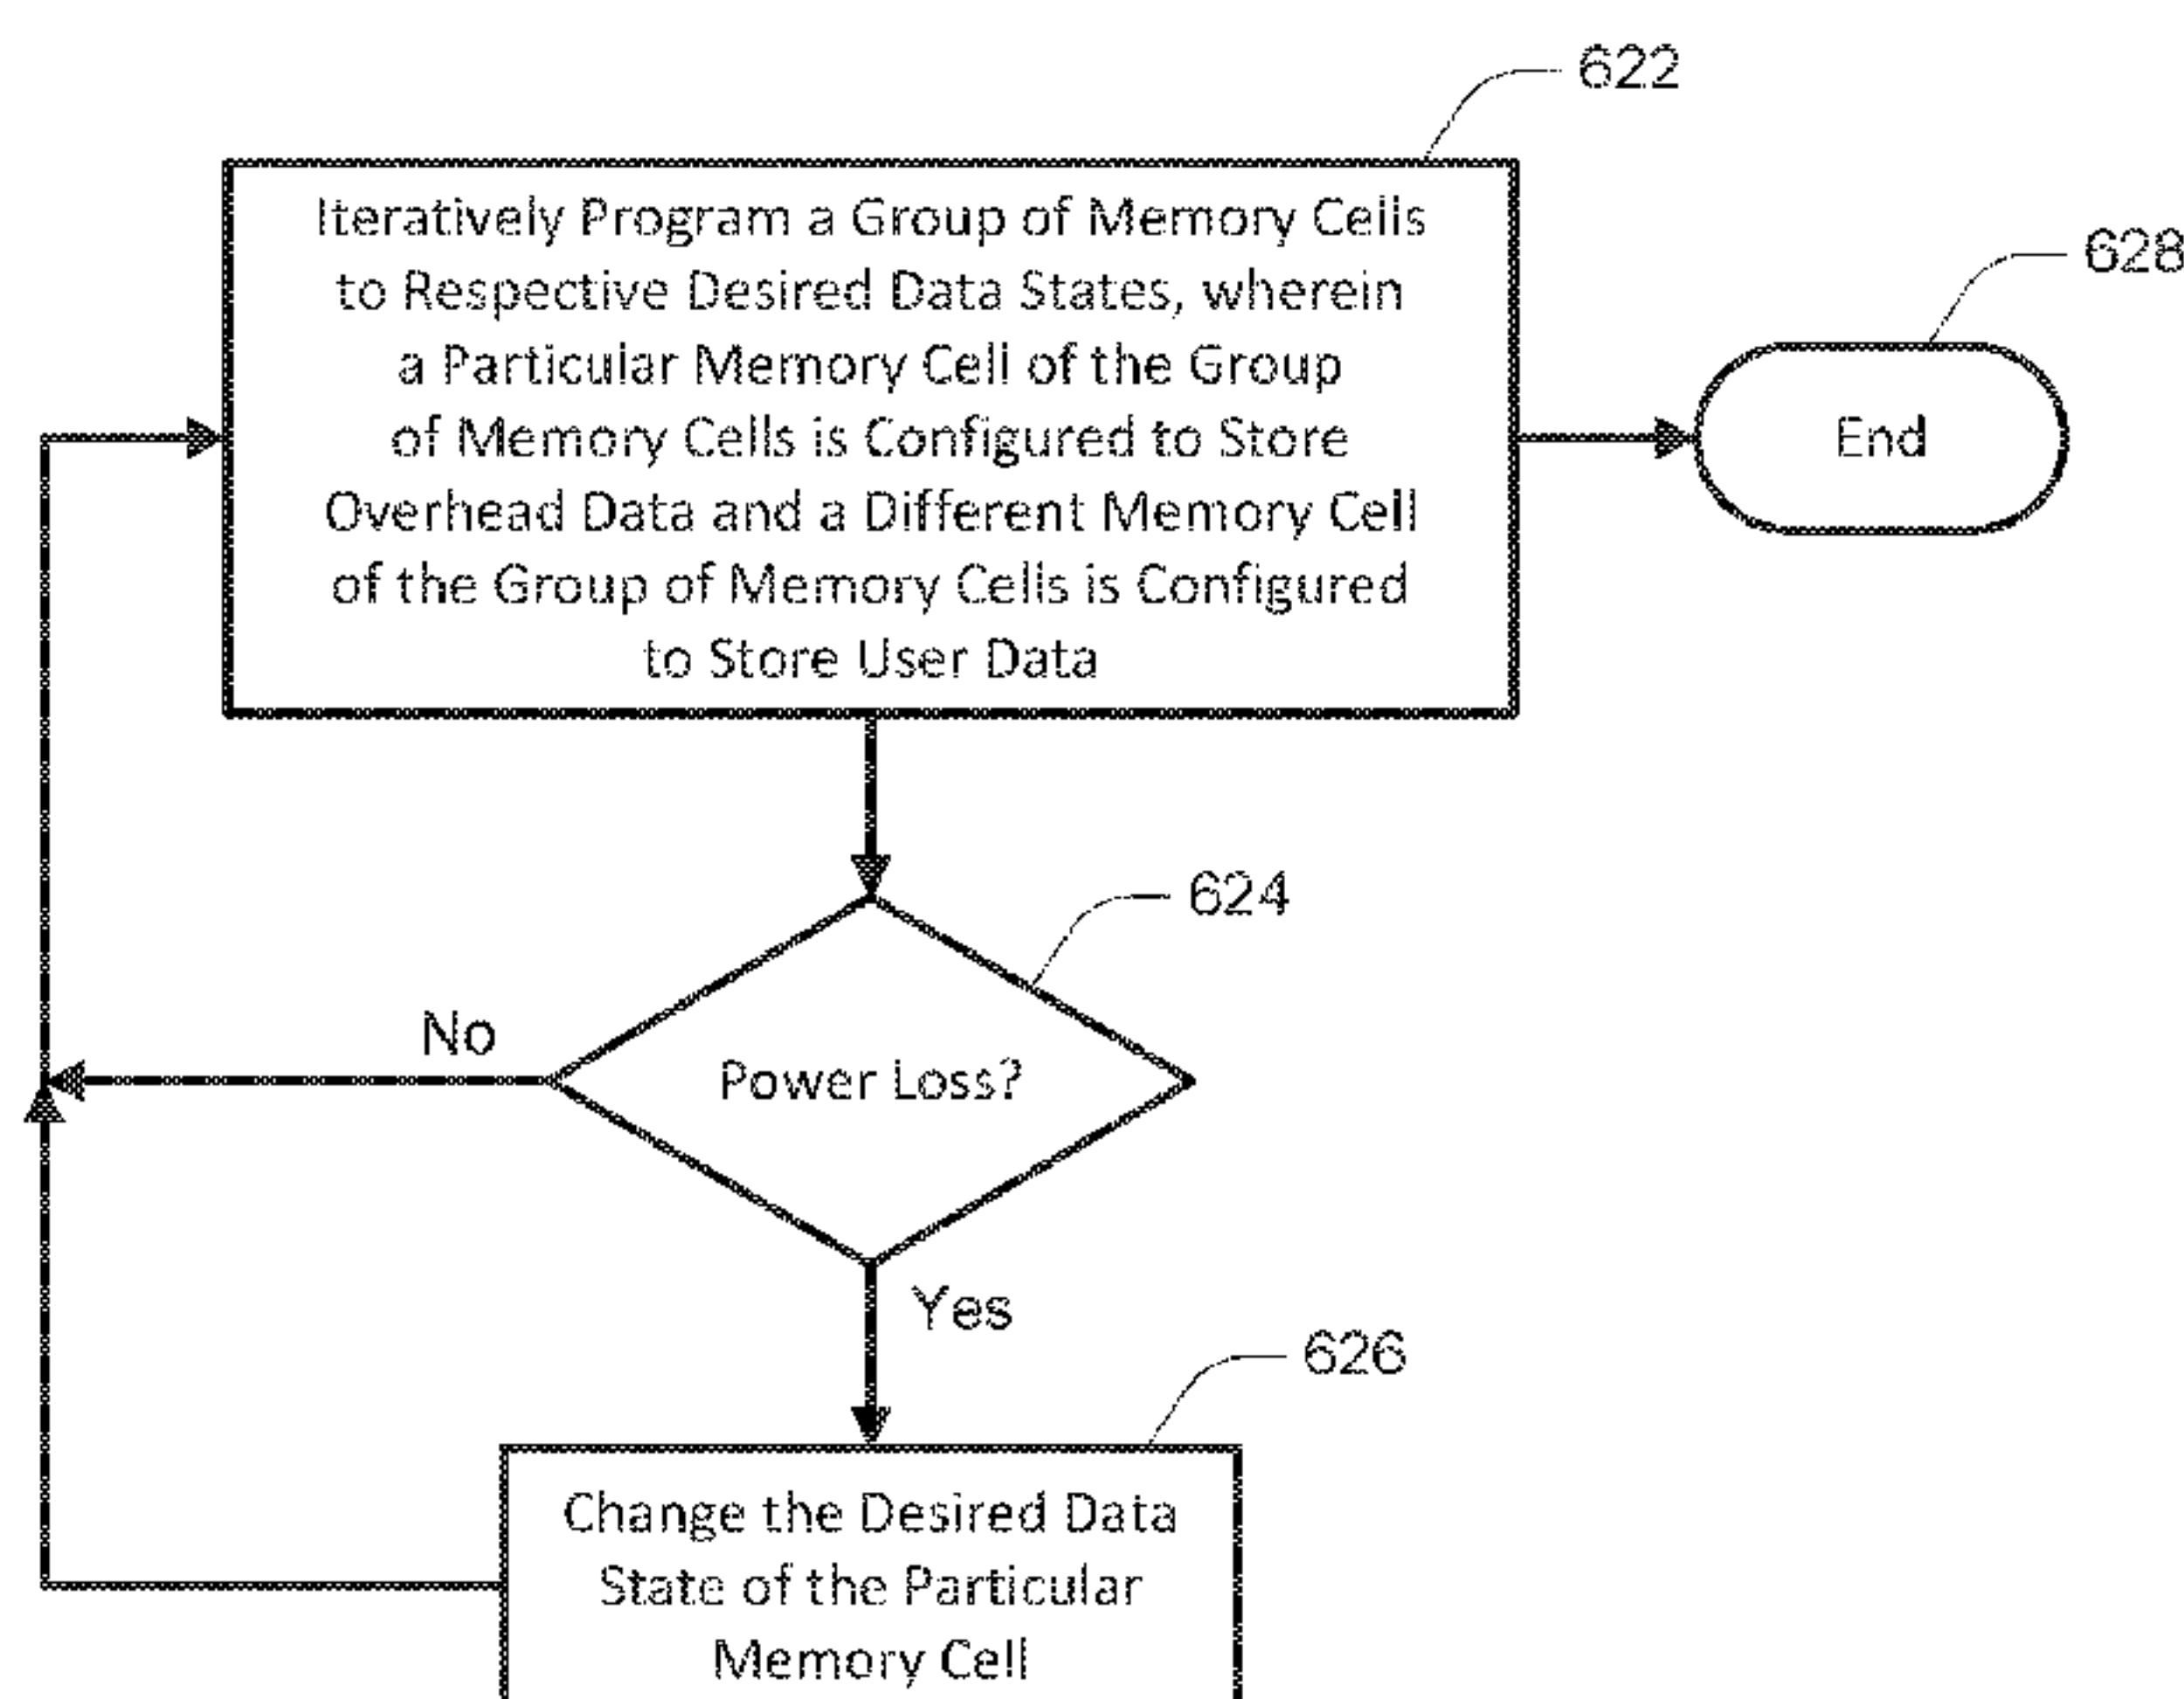 622
Iteratively Program a Group of Memory Cells
to Respective Desired Data States, wherein
a Particular Memory Cell of the Group
of Memory Cells is Configured to Store
Overhead Data and a Different Memory Cell
of the Group of Memory Cells is Configured
to Store User Data
628
End
624
No
Power Loss?
Yes
626
Change the Desired Data
State of the Particular
Memory Cell